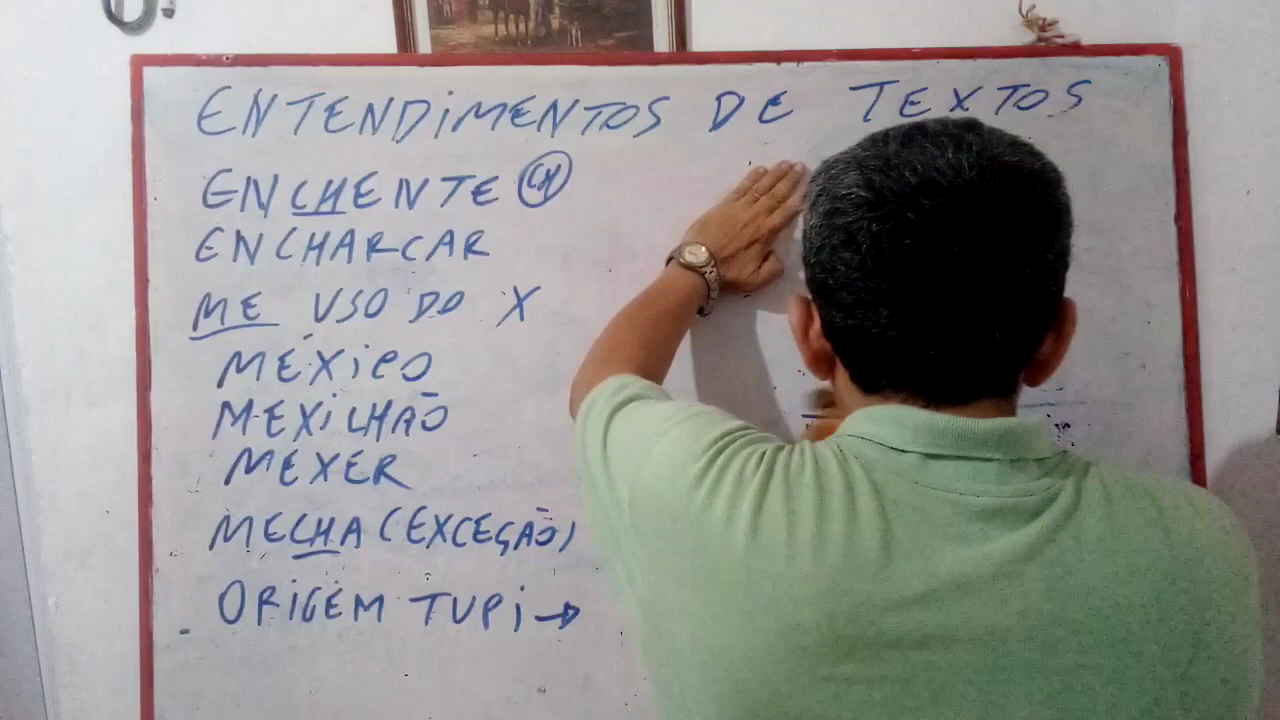 ENTENDIMENTOS DE TEXTOS
ENCHENTE CH
ENCHARCAR
ME USO DO X
MÉXICO
MEXILHÃO
MEXER
MECHA (EXCEÇÃO)
ORIGEM TUPI →